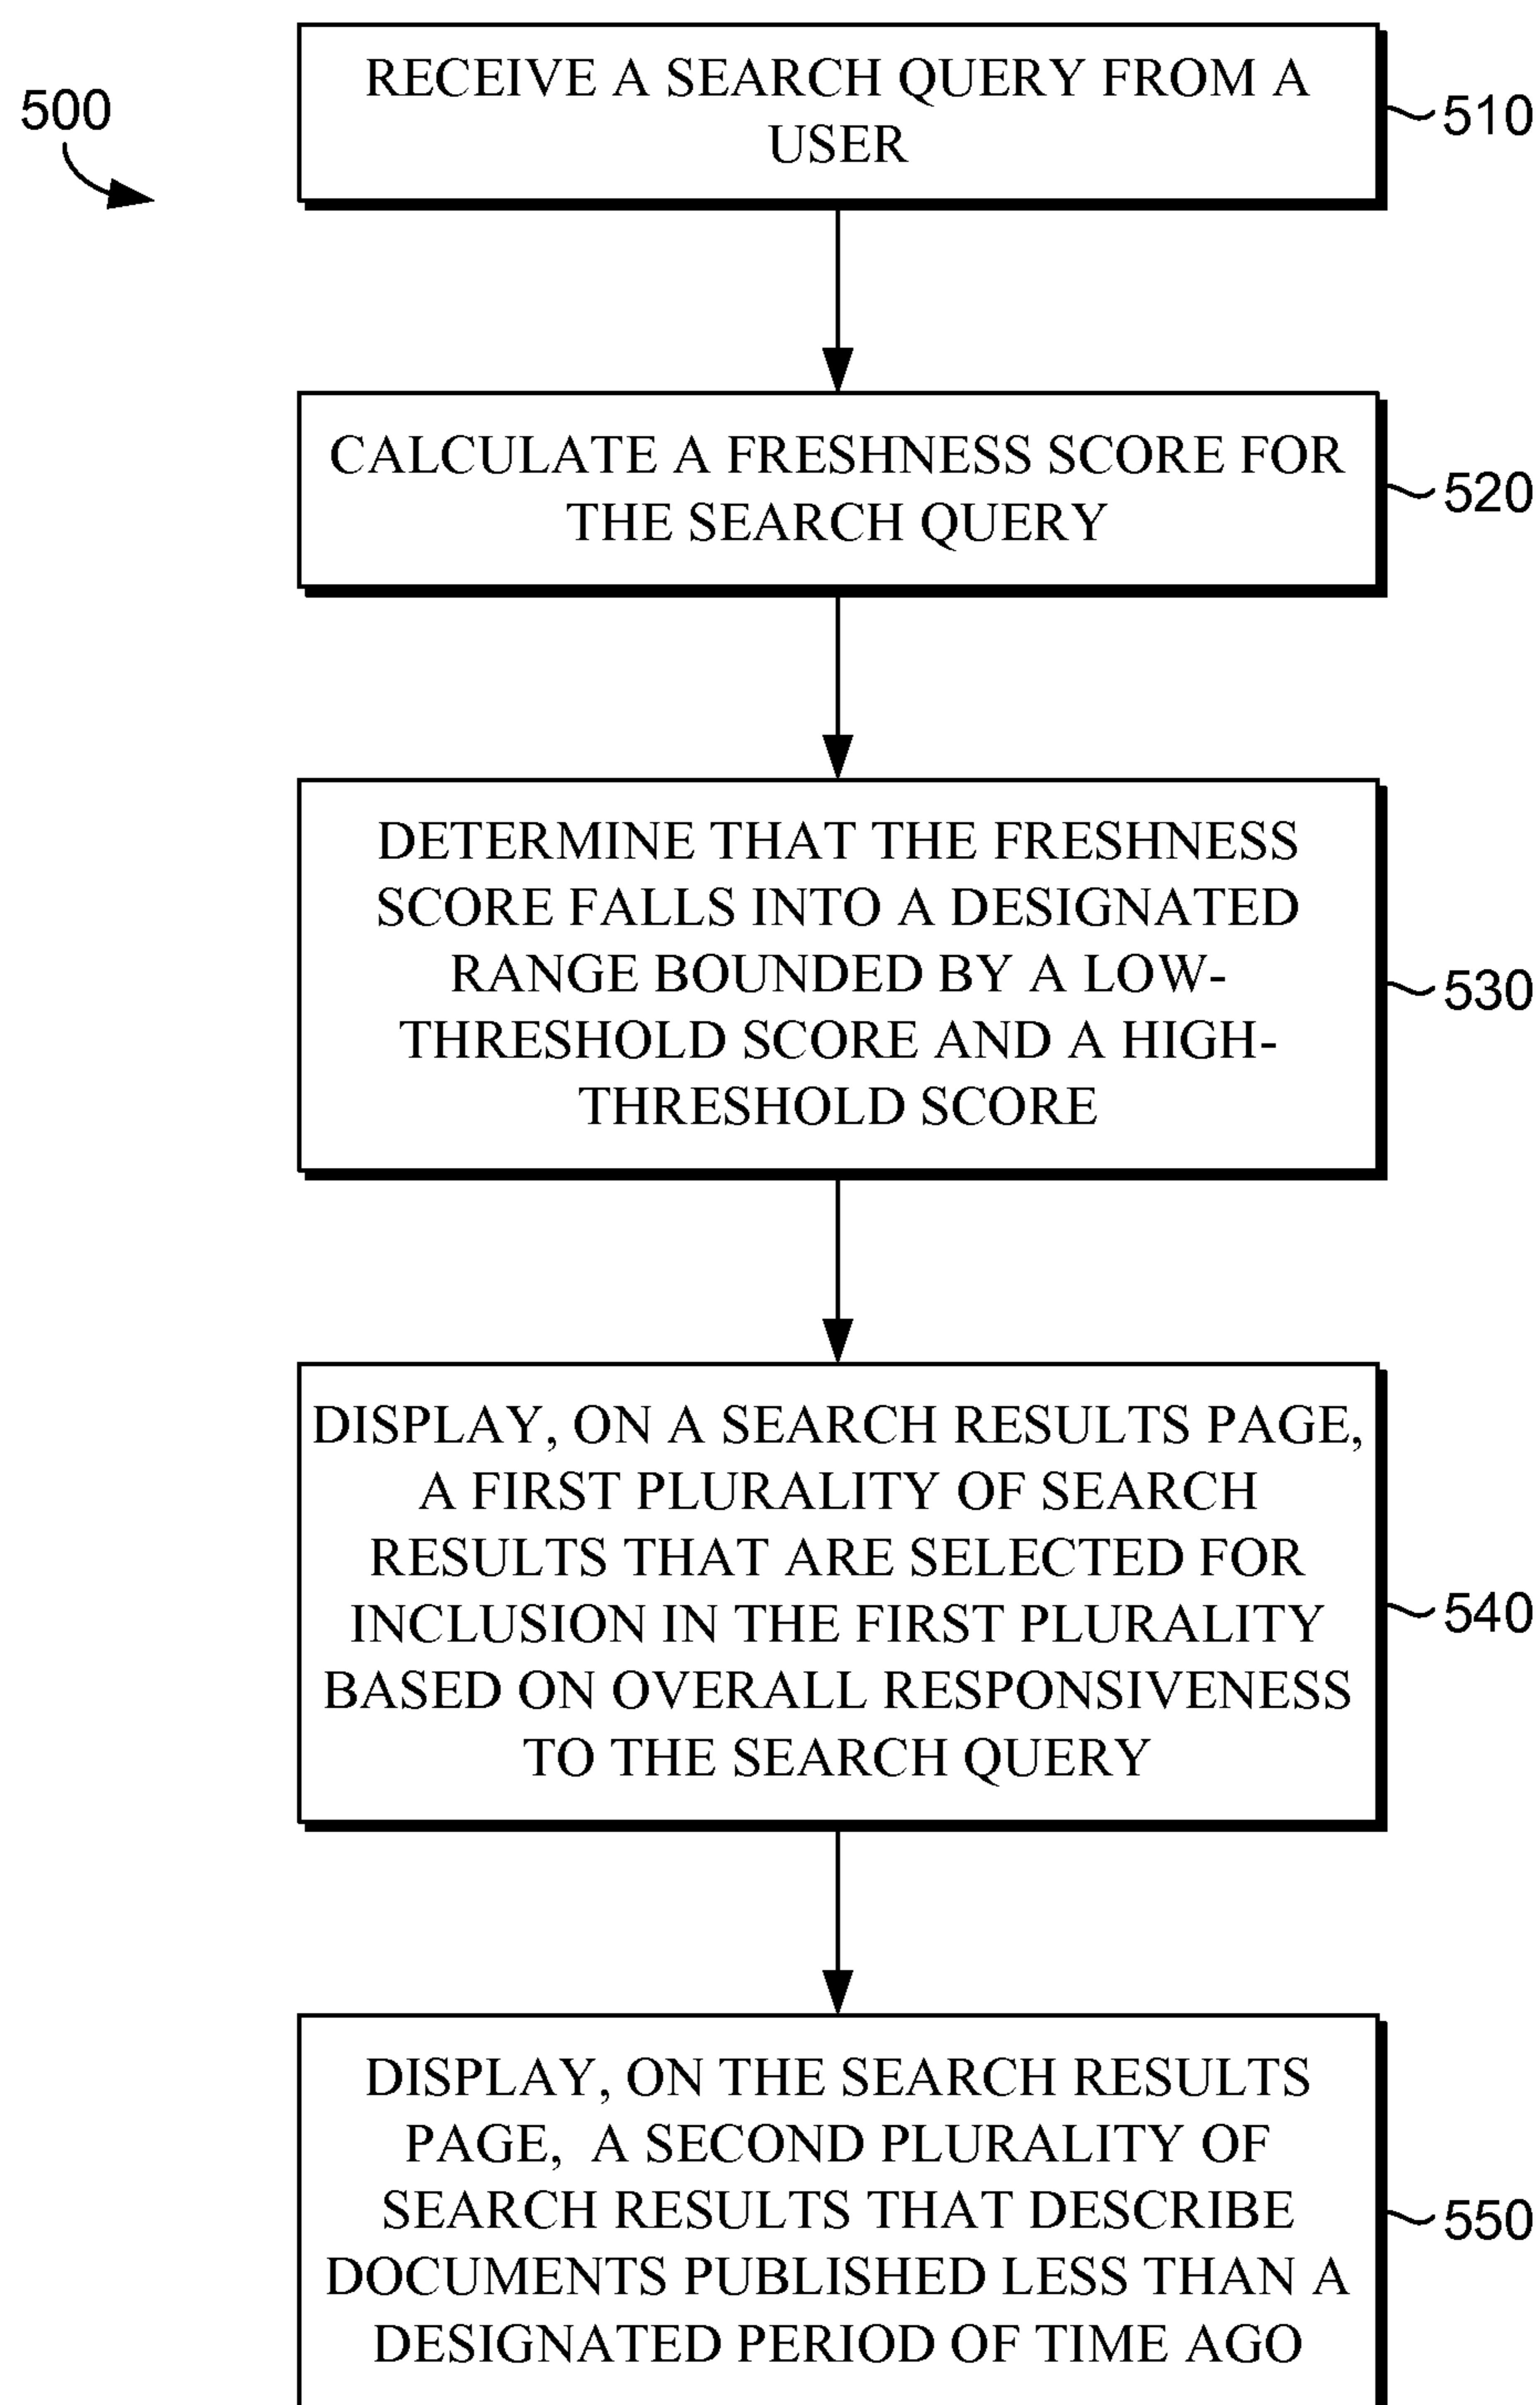 500
RECEIVE A SEARCH QUERY FROM A
USER
510
CALCULATE A FRESHNESS SCORE FOR
THE SEARCH QUERY
520
DETERMINE THAT THE FRESHNESS
SCORE FALLS INTO A DESIGNATED
RANGE BOUNDED BY A LOW-
THRESHOLD SCORE AND A HIGH-
THRESHOLD SCORE
530
DISPLAY, ON A SEARCH RESULTS PAGE,
A FIRST PLURALITY OF SEARCH
RESULTS THAT ARE SELECTED FOR
INCLUSION IN THE FIRST PLURALITY
BASED ON OVERALL RESPONSIVENESS
TO THE SEARCH QUERY
540
DISPLAY, ON THE SEARCH RESULTS
PAGE, A SECOND PLURALITY OF
SEARCH RESULTS THAT DESCRIBE
DOCUMENTS PUBLISHED LESS THAN A
DESIGNATED PERIOD OF TIME AGO
550